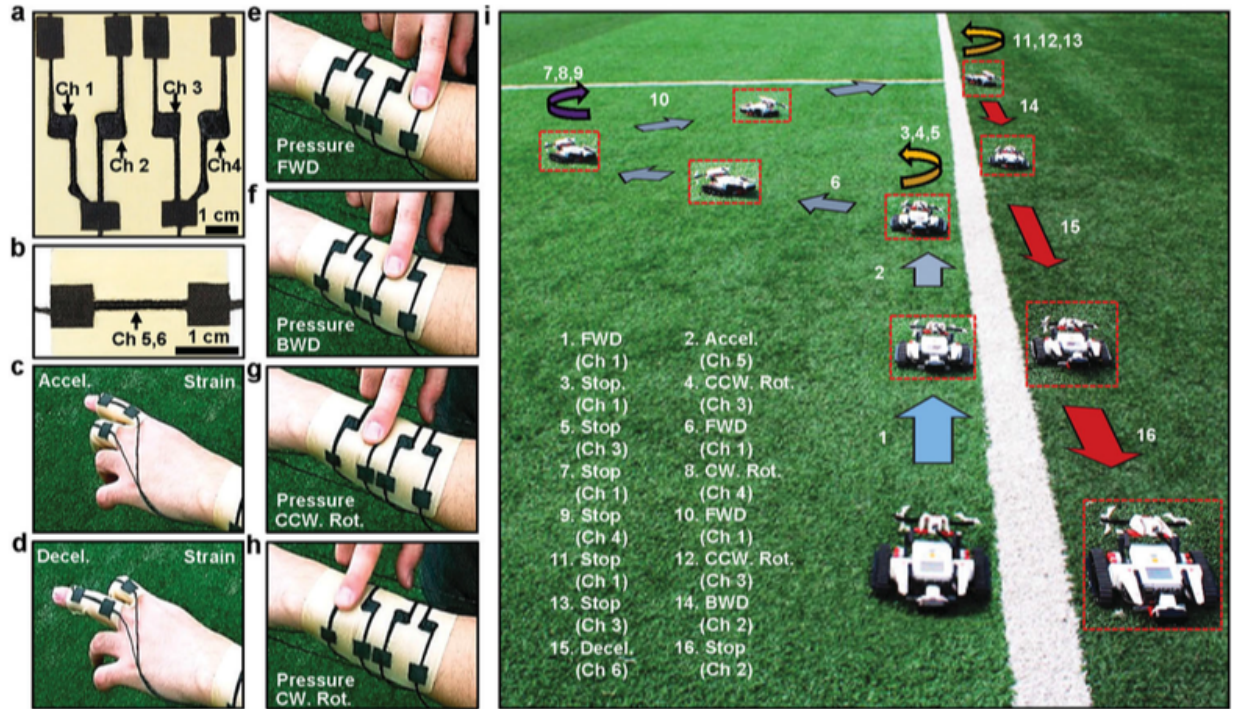 a
Ch 1
Ch 3
Ch 2
Ch4
1 cm
b
Ch 5,6
1 cm
c
Accel.
Strain
d
Decel.
Strain
e
Pressure
FWD
f
Pressure
BWD
g
Pressure
CCW. Rot.
h
Pressure
CW. Rot.
i
11,12,13
7,8,9
10
14
3,4,5
6
15
2
1
16
1. FWD
(Ch 1)
2. Accel.
(Ch 5)
3. Stop.
(Ch 1)
4. CCW. Rot.
(Ch 3)
5. Stop
(Ch 3)
6. FWD
(Ch 1)
7. Stop
(Ch 1)
8. CW. Rot.
(Ch 4)
9. Stop
(Ch 4)
10. FWD
(Ch 1)
11. Stop
(Ch 1)
12. CCW. Rot.
(Ch 3)
13. Stop
(Ch 3)
14. BWD
(Ch 2)
15. Decel.
(Ch 6)
16. Stop
(Ch 2)